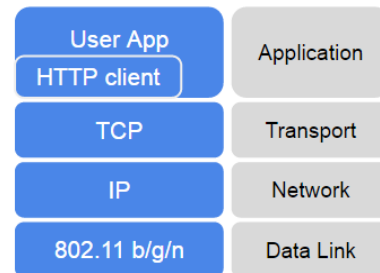 User App
HTTP client
Application
TCP
Transport
IP
Network
802.11 b/g/n
Data Link